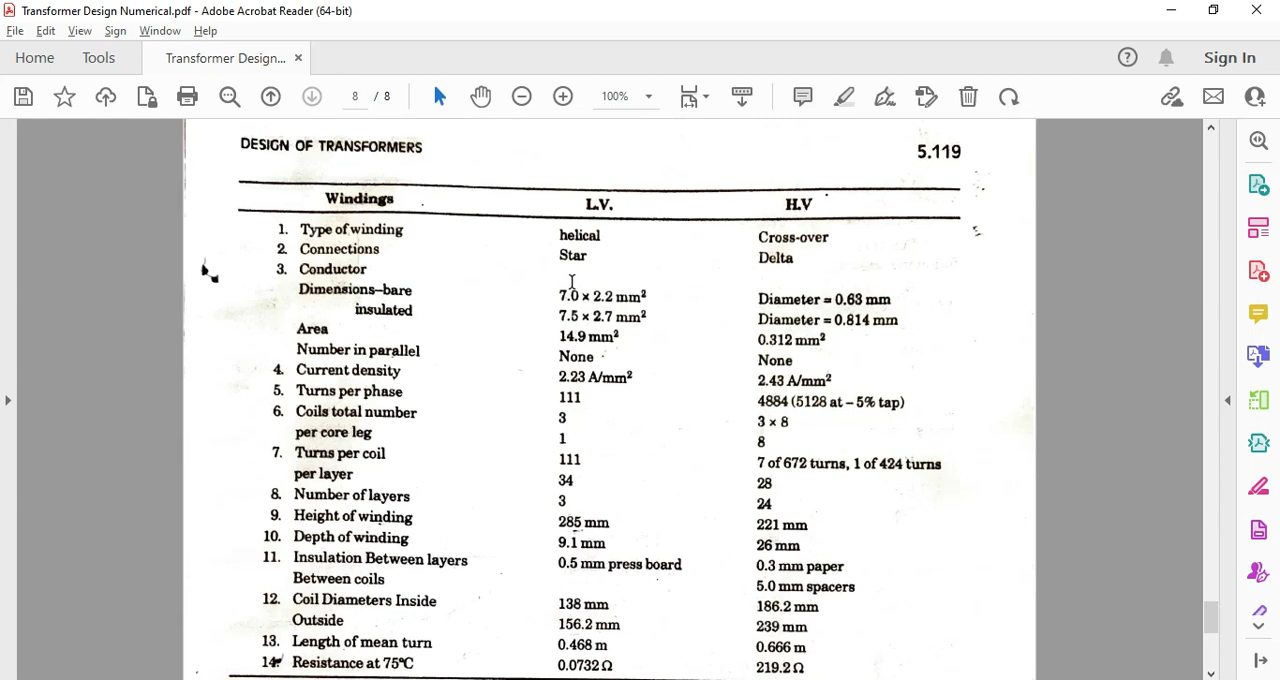 Transformer Design Numerical.pdf - Adobe Acrobat Reader (64-bit)
File Edit View Sign Window Help
Home Tools Transformer Design... × Sign In
8 / 8 100%
DESIGN OF TRANSFORMERS 5.119
Windings L.V. H.V
1. Type of winding helical Cross-over
2. Connections Star Delta
3. Conductor
Dimensions–bare 7.0 × 2.2 mm² Diameter = 0.63 mm
insulated 7.5 × 2.7 mm² Diameter = 0.814 mm
Area 14.9 mm² 0.312 mm²
Number in parallel None None
4. Current density 2.23 A/mm² 2.43 A/mm²
5. Turns per phase 111 4884 (5128 at – 5% tap)
6. Coils total number 3 3 × 8
per core leg 1 8
7. Turns per coil 111 7 of 672 turns, 1 of 424 turns
per layer 34 28
8. Number of layers 3 24
9. Height of winding 285 mm 221 mm
10. Depth of winding 9.1 mm 26 mm
11. Insulation Between layers 0.5 mm press board 0.3 mm paper
Between coils 5.0 mm spacers
12. Coil Diameters Inside 138 mm 186.2 mm
Outside 156.2 mm 239 mm
13. Length of mean turn 0.468 m 0.666 m
14. Resistance at 75°C 0.0732 Ω 219.2 Ω